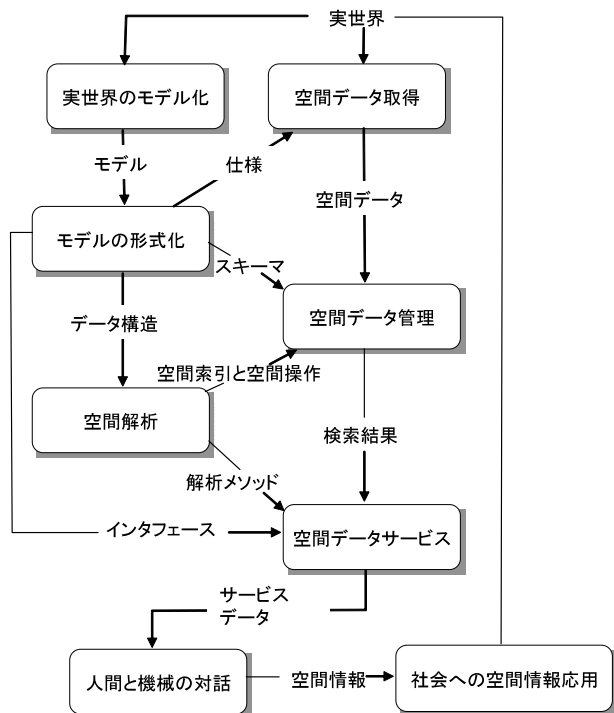 実世界
実世界のモデル化
空間データ取得
モデル
仕様
空間データ
モデルの形式化
スキーマ
空間データ管理
データ構造
空間索引と空間操作
空間解析
検索結果
解析メソッド
インタフェース
空間データサービス
サービス
データ
人間と機械の対話
空間情報
社会への空間情報応用